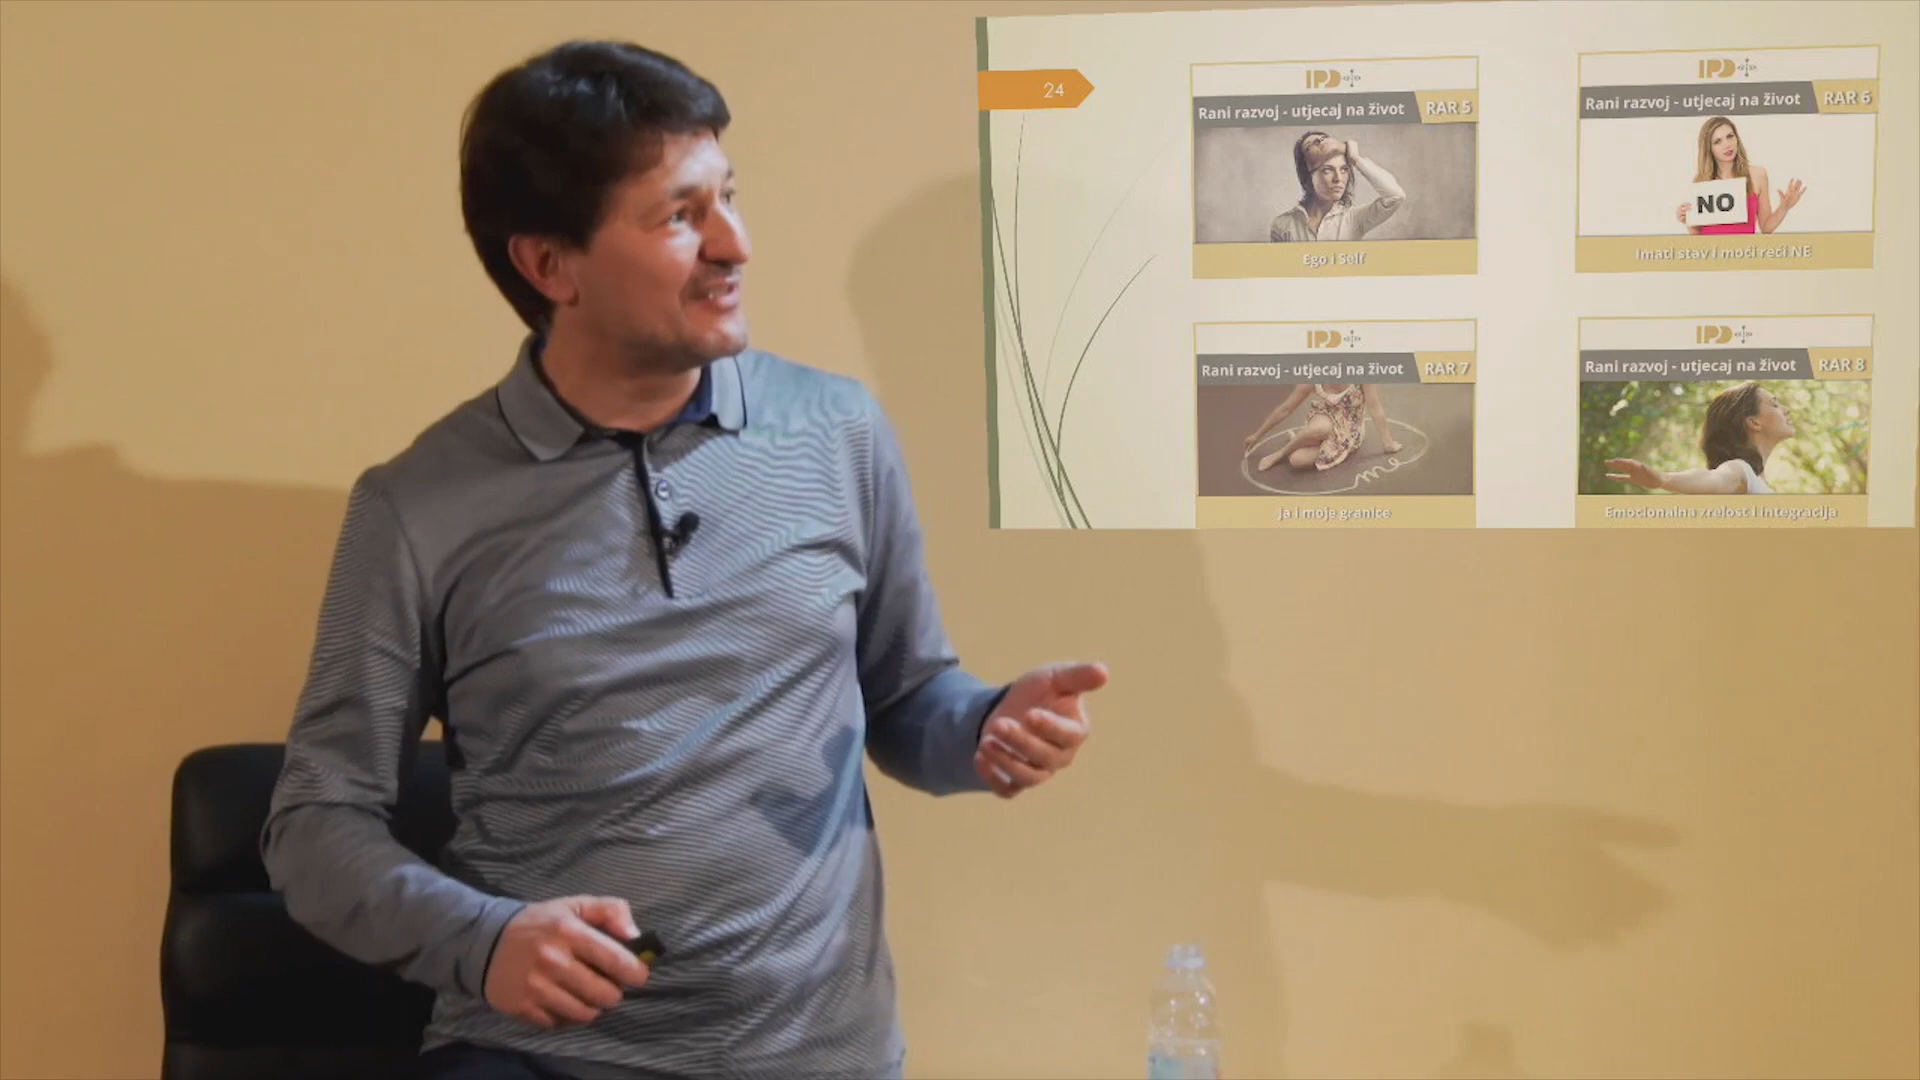 24
IPD
Rani razvoj - utjecaj na život RAR 5
Ego i Self
IPD
Rani razvoj - utjecaj na život RAR 6
NO
Imati stav i moći reći NE
IPD
Rani razvoj - utjecaj na život RAR 7
me
Ja i moje granice
IPD
Rani razvoj - utjecaj na život RAR 8
Emocionalna zrelost i integracija